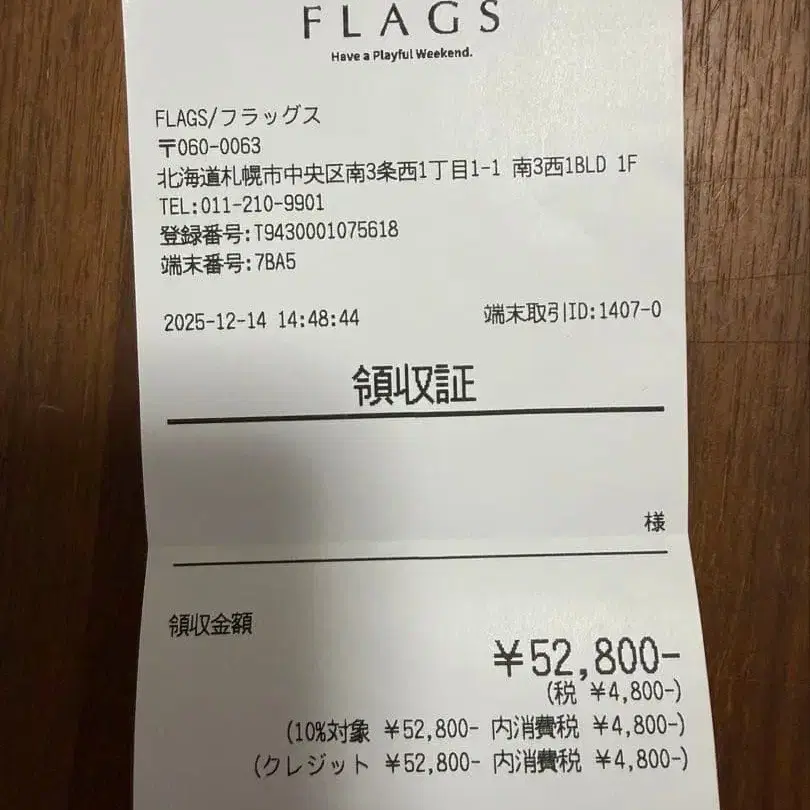 FLAGS
Have a Playful Weekend.
FLAGS/フラッグス
〒060-0063
北海道札幌市中央区南3条西1丁目1-1 南3西1BLD 1F
TEL:011-210-9901
登録番号:T9430001075618
端末番号:7BA5
2025-12-14 14:48:44 端末取引ID:1407-0
領収証
様
領収金額
¥52,800-
(税 ¥4,800-)
(10%対象 ¥52,800- 内消費税 ¥4,800-)
(クレジット ¥52,800- 内消費税 ¥4,800-)